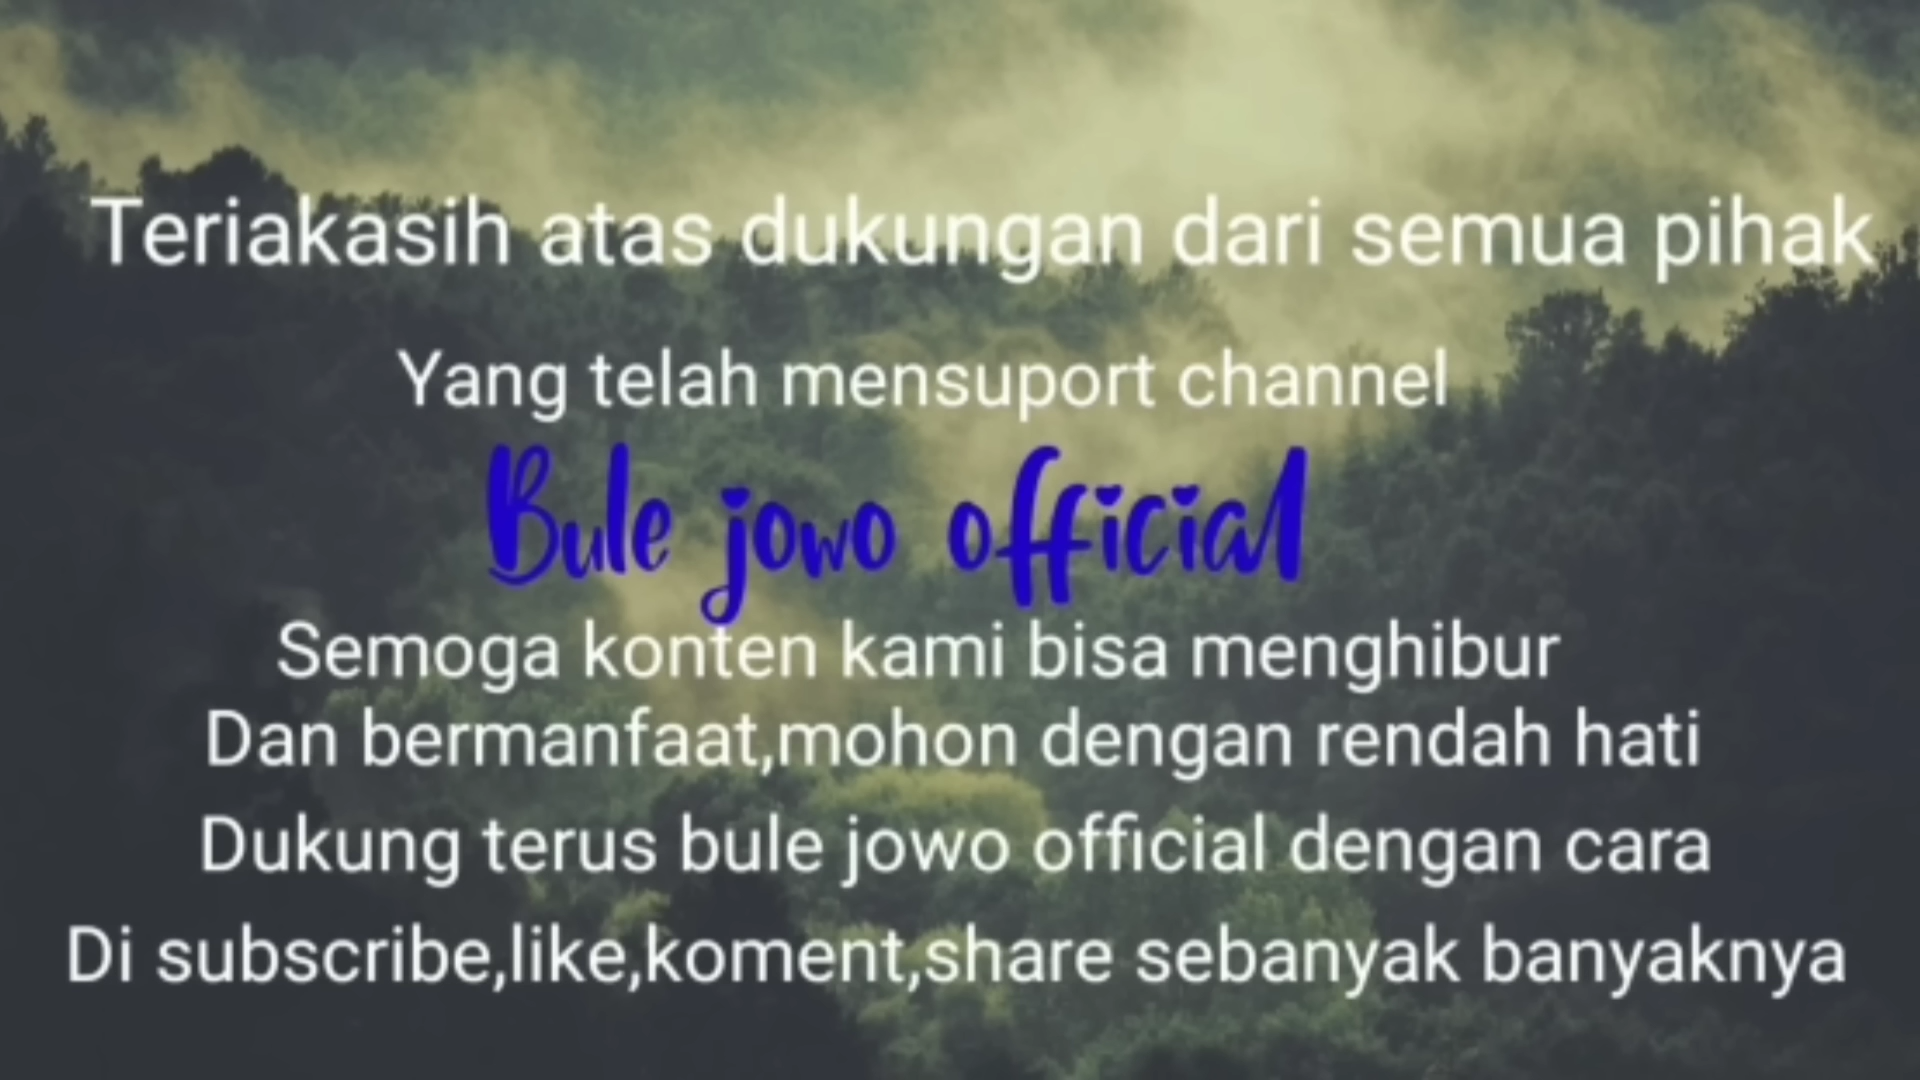 Teriakasih atas dukungan dari semua pihak
Yang telah mensuport channel
Bule jowo official
Semoga konten kami bisa menghibur
Dan bermanfaat,mohon dengan rendah hati
Dukung terus bule jowo official dengan cara
Di subscribe,like,koment,share sebanyak banyaknya